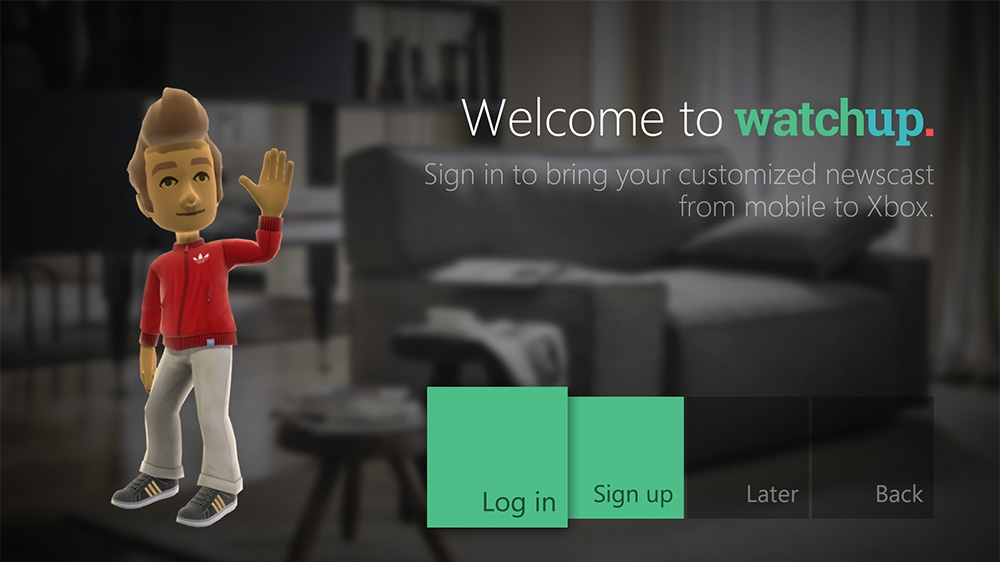 Welcome to watchup.
Sign in to bring your customized newscast
from mobile to Xbox.
Log in
Sign up
Later
Back